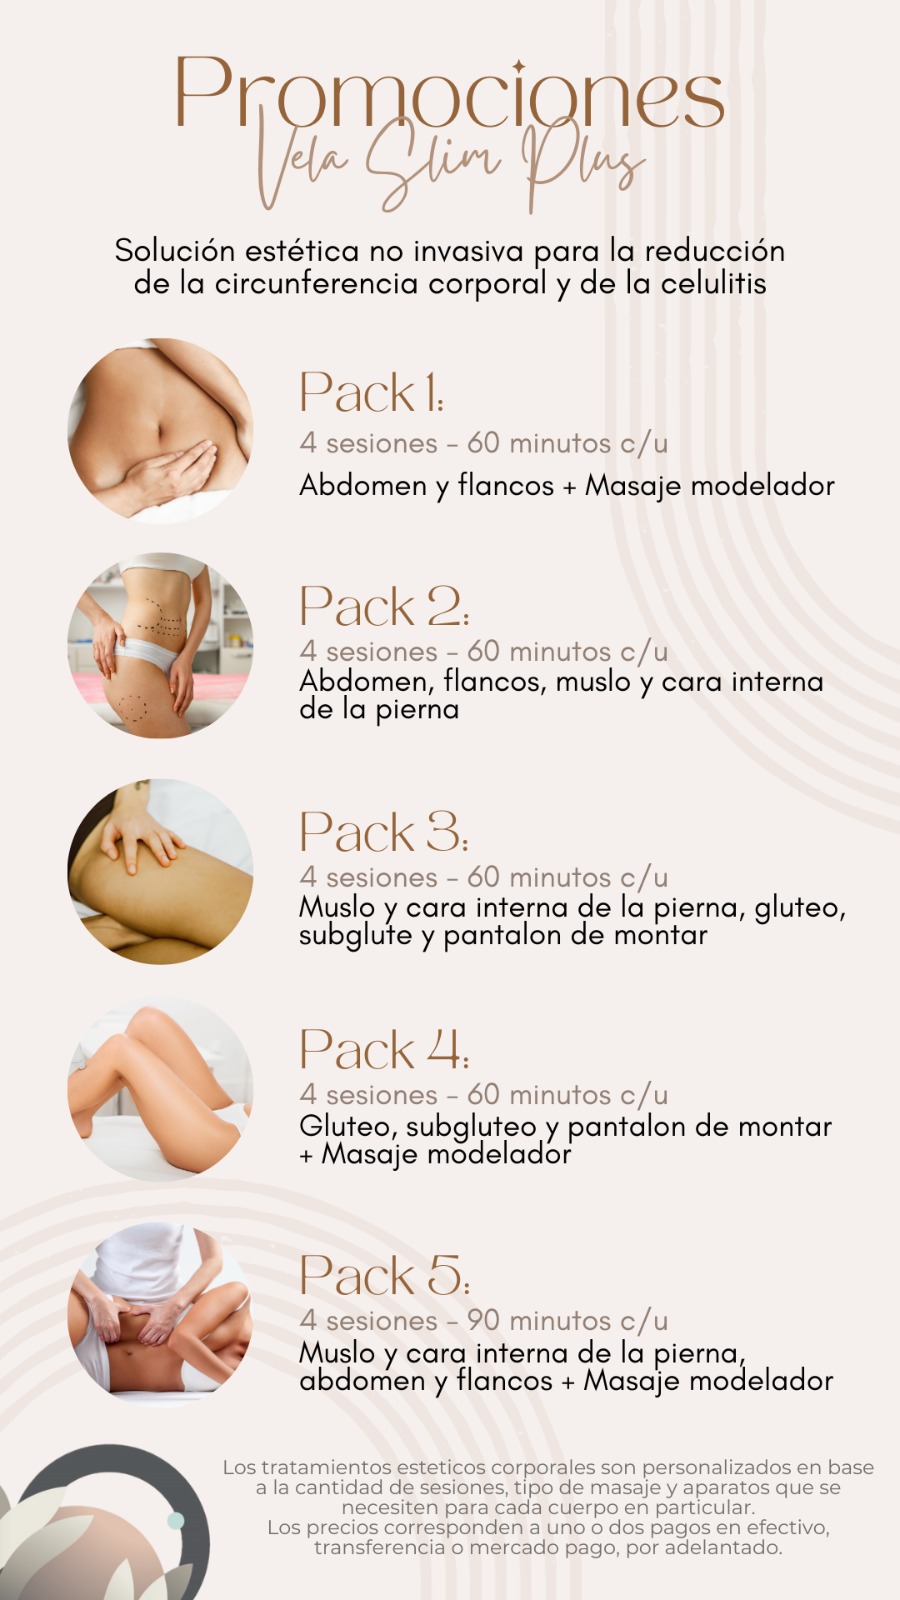 Promociones
Vela Slim Plus
Solución estética no invasiva para la reducción
de la circunferencia corporal y de la celulitis
Pack 1:
4 sesiones - 60 minutos c/u
Abdomen y flancos + Masaje modelador
Pack 2:
4 sesiones - 60 minutos c/u
Abdomen, flancos, muslo y cara interna
de la pierna
Pack 3:
4 sesiones - 60 minutos c/u
Muslo y cara interna de la pierna, gluteo,
subglute y pantalon de montar
Pack 4:
4 sesiones - 60 minutos c/u
Gluteo, subgluteo y pantalon de montar
+ Masaje modelador
Pack 5:
4 sesiones - 90 minutos c/u
Muslo y cara interna de la pierna,
abdomen y flancos + Masaje modelador
Los tratamientos esteticos corporales son personalizados en base
a la cantidad de sesiones, tipo de masaje y aparatos que se
necesiten para cada cuerpo en particular.
Los precios corresponden a uno o dos pagos en efectivo,
transferencia o mercado pago, por adelantado.